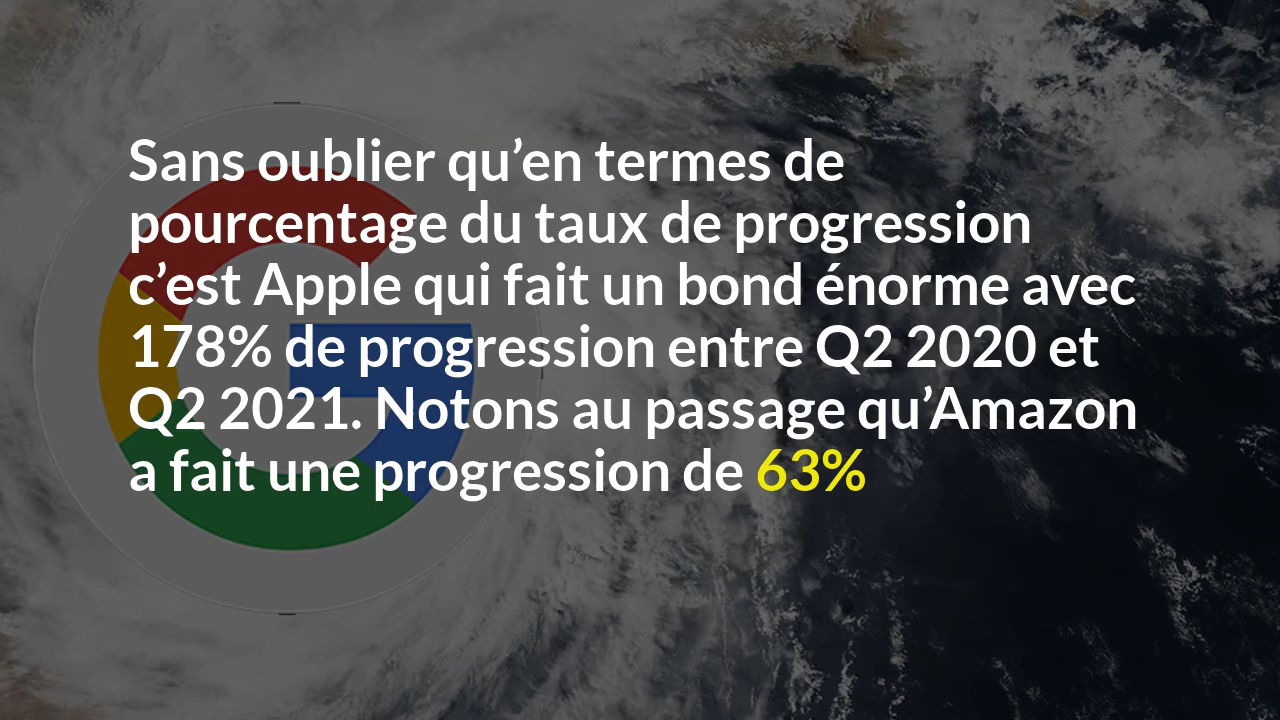 Sans oublier qu’en termes de
pourcentage du taux de progression
c’est Apple qui fait un bond énorme avec
178% de progression entre Q2 2020 et
Q2 2021. Notons au passage qu’Amazon
a fait une progression de 63%